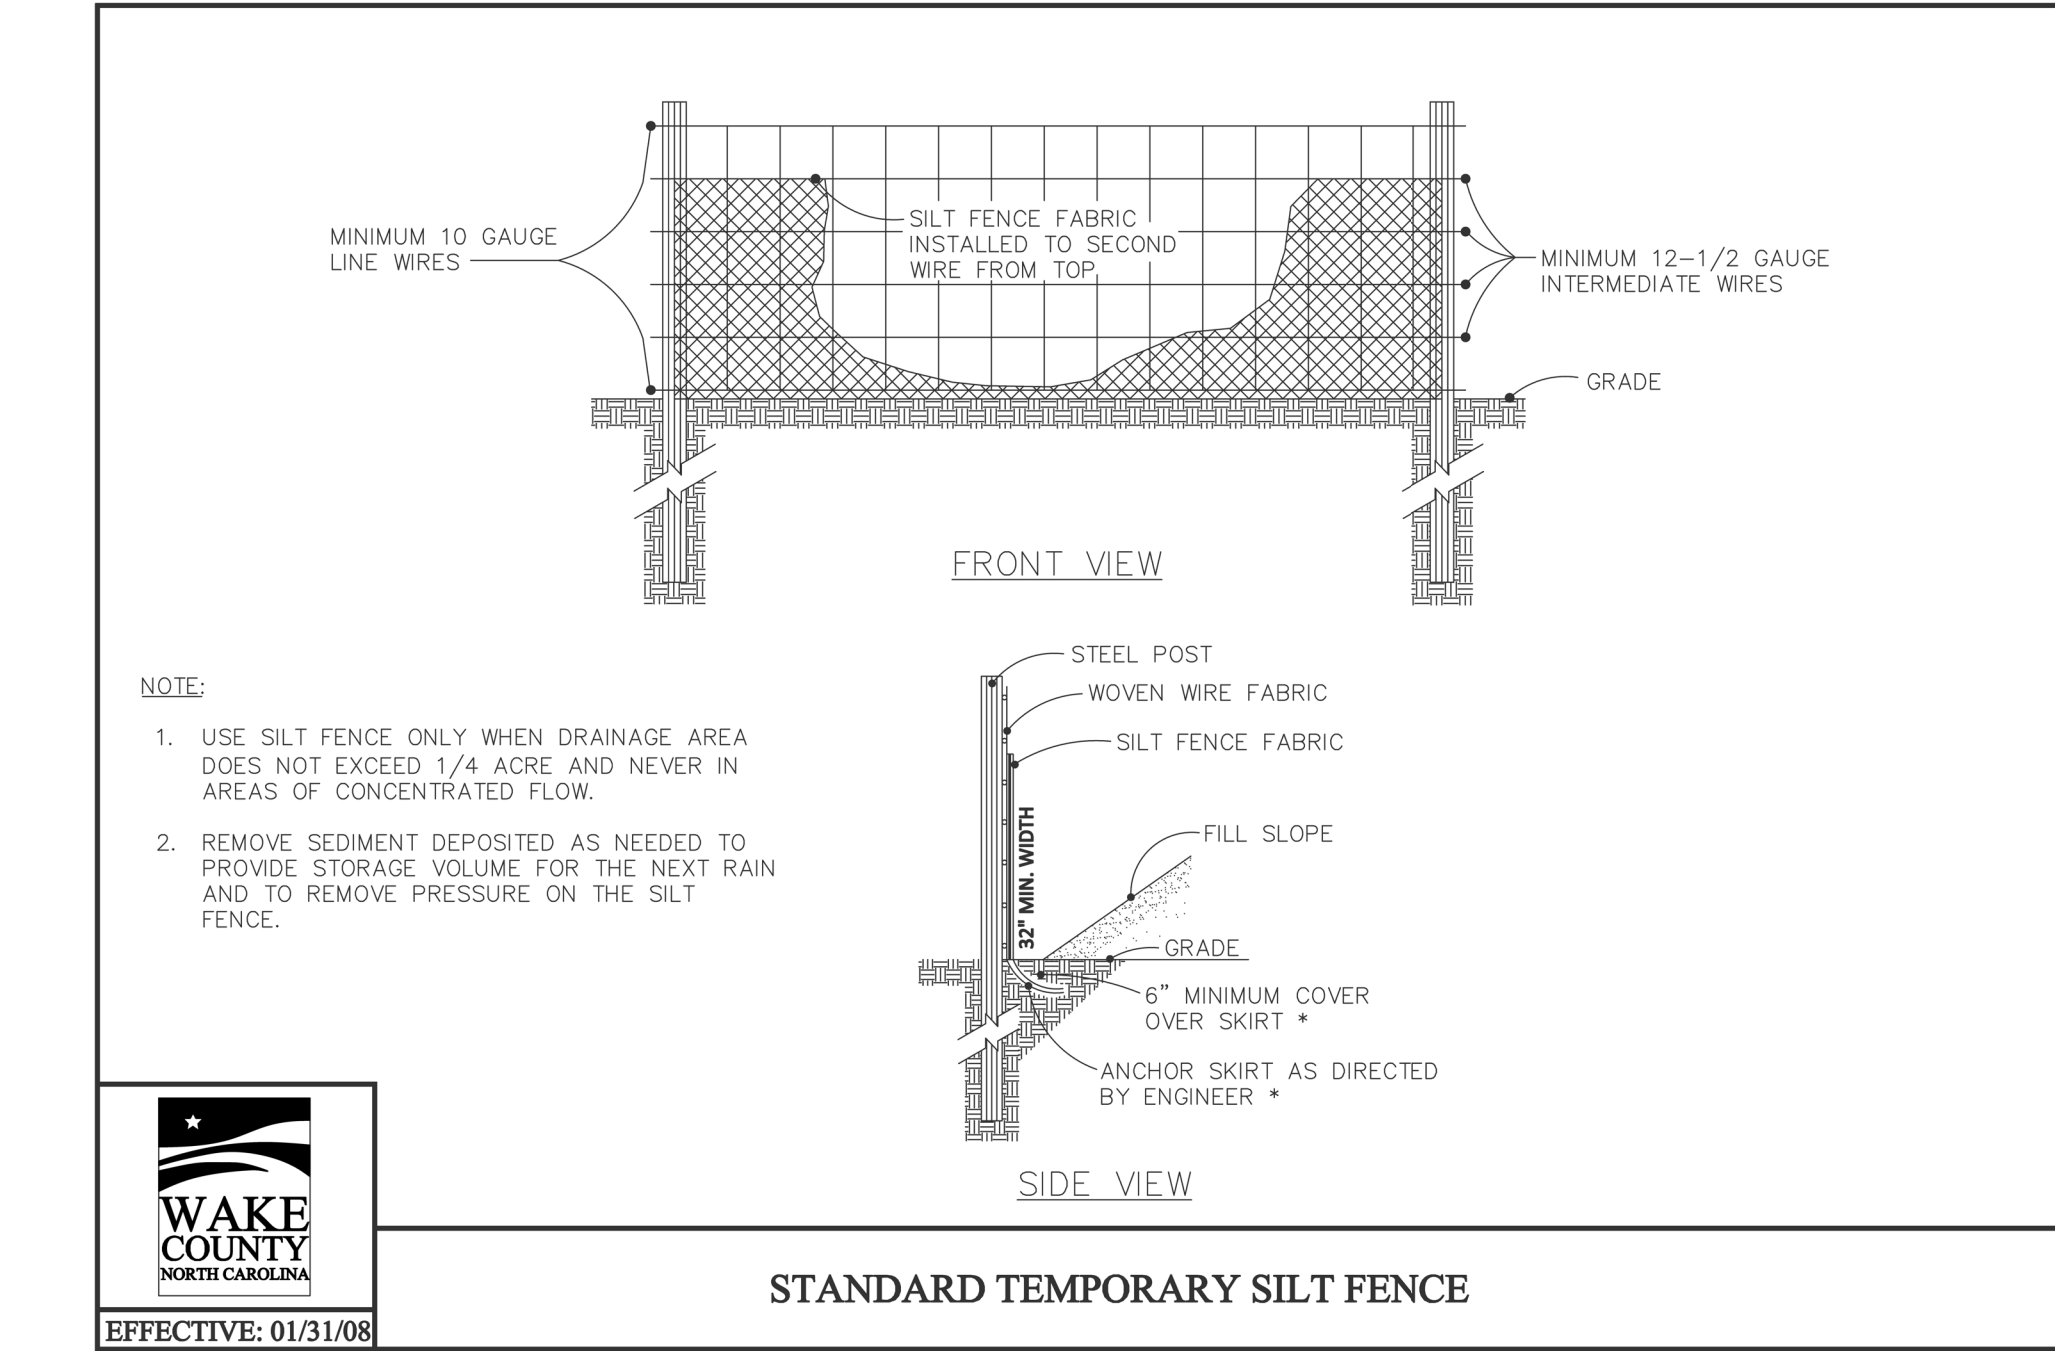 MINIMUM 10 GAUGE
LINE WIRES
SILT FENCE FABRIC
INSTALLED TO SECOND
WIRE FROM TOP
MINIMUM 12-1/2 GAUGE
INTERMEDIATE WIRES
GRADE
FRONT VIEW
NOTE:
1. USE SILT FENCE ONLY WHEN DRAINAGE AREA
DOES NOT EXCEED 1/4 ACRE AND NEVER IN
AREAS OF CONCENTRATED FLOW.
2. REMOVE SEDIMENT DEPOSITED AS NEEDED TO
PROVIDE STORAGE VOLUME FOR THE NEXT RAIN
AND TO REMOVE PRESSURE ON THE SILT
FENCE.
STEEL POST
WOVEN WIRE FABRIC
SILT FENCE FABRIC
32" MIN. WIDTH
FILL SLOPE
GRADE
6” MINIMUM COVER
OVER SKIRT *
ANCHOR SKIRT AS DIRECTED
BY ENGINEER *
SIDE VIEW
WAKE
COUNTY
NORTH CAROLINA
EFFECTIVE: 01/31/08
STANDARD TEMPORARY SILT FENCE